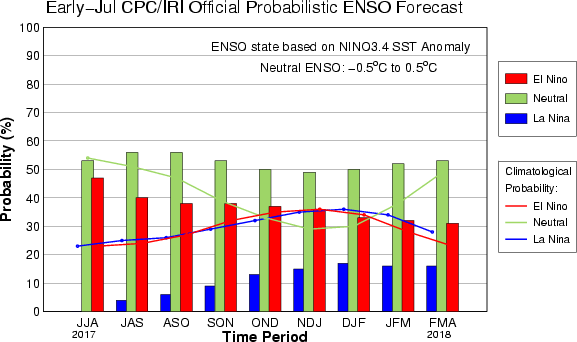 Early-Jul CPC/IRI Official Probabilistic ENSO Forecast
ENSO state based on NINO3.4 SST Anomaly
Neutral ENSO: -0.5°C to 0.5°C
Probability (%)
100
90
80
70
60
50
40
30
20
10
0
JJA JAS ASO SON OND NDJ DJF JFM FMA
2017 2018
Time Period
El Nino
Neutral
La Nina
Climatological
Probability:
El Nino
Neutral
La Nina